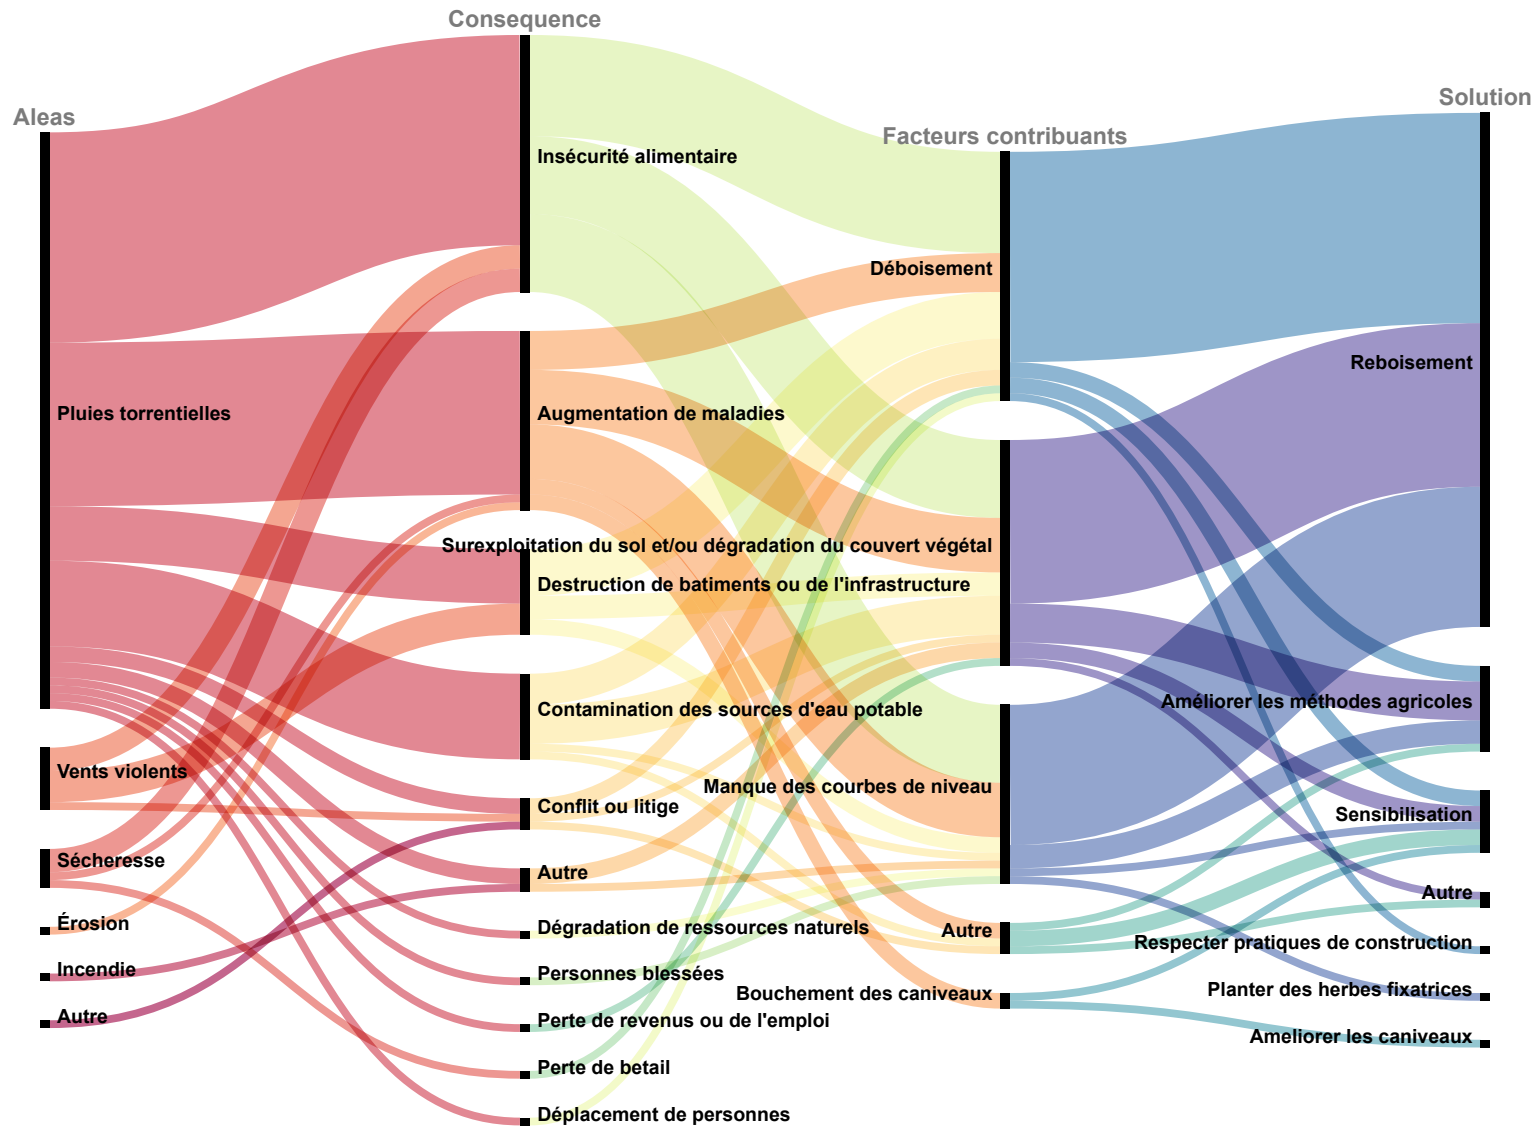 Aleas
Pluies torrentielles
Vents violents
Sécheresse
Érosion
Incendie
Autre
Consequence
Insécurité alimentaire
Augmentation de maladies
Destruction de batiments ou de l'infrastructure
Contamination des sources d'eau potable
Conflit ou litige
Autre
Dégradation de ressources naturels
Personnes blessées
Perte de revenus ou de l'emploi
Perte de betail
Déplacement de personnes
Facteurs contribuants
Déboisement
Surexploitation du sol et/ou dégradation du couvert végétal
Manque des courbes de niveau
Autre
Bouchement des caniveaux
Solution
Reboisement
Améliorer les méthodes agricoles
Sensibilisation
Autre
Respecter pratiques de construction
Planter des herbes fixatrices
Ameliorer les caniveaux